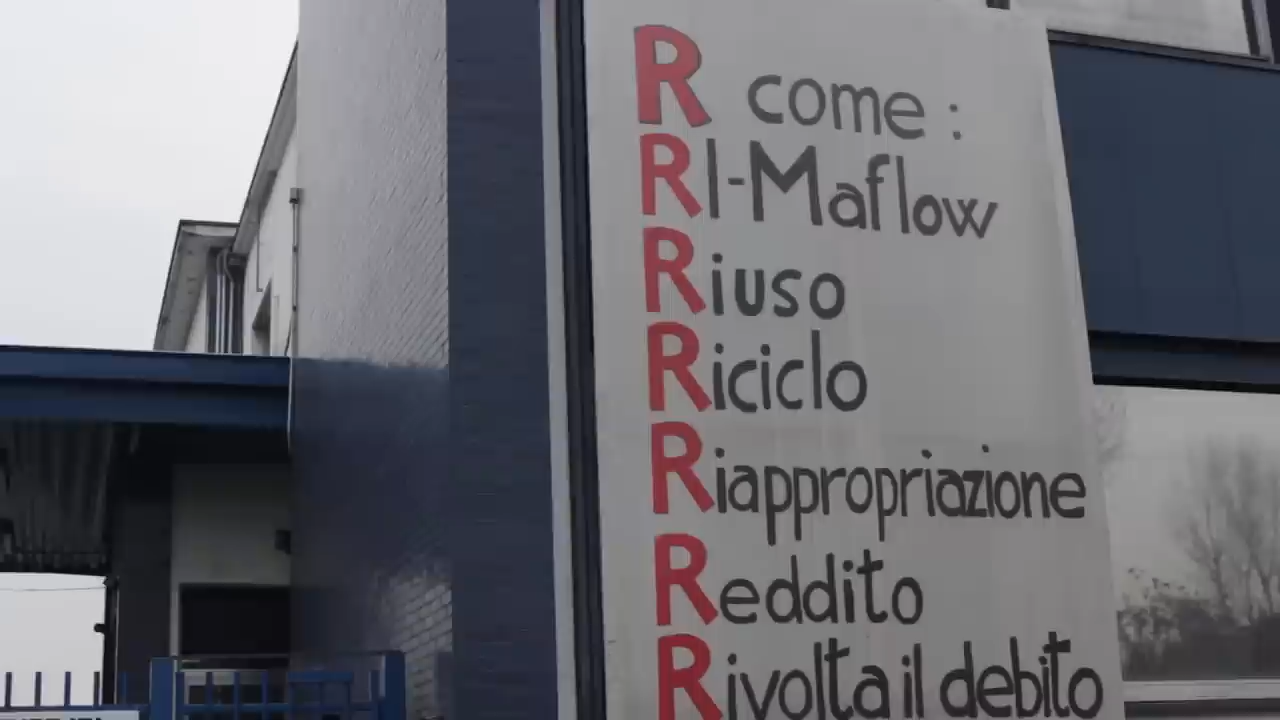 R come :
RI-Maflow
Riuso
Riciclo
Riappropriazione
Reddito
Rivolta il debito